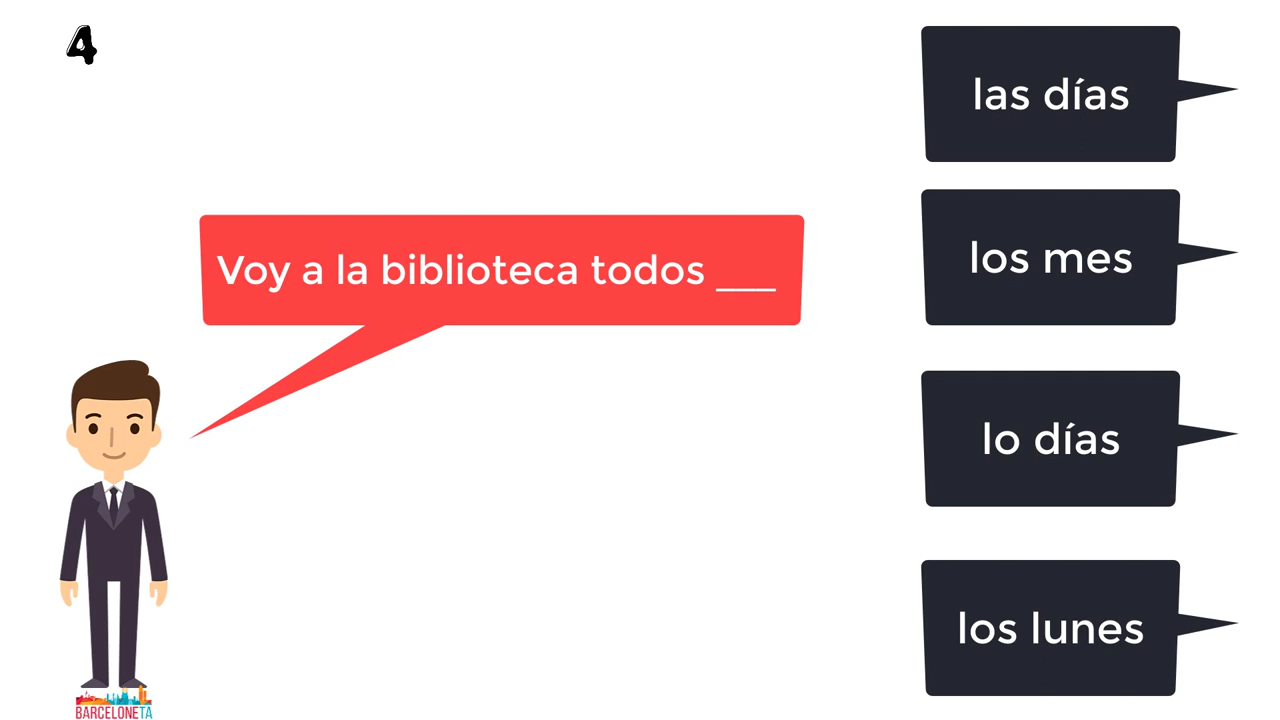 4
Voy a la biblioteca todos ___
las días
los mes
lo días
los lunes
BARCELONETA